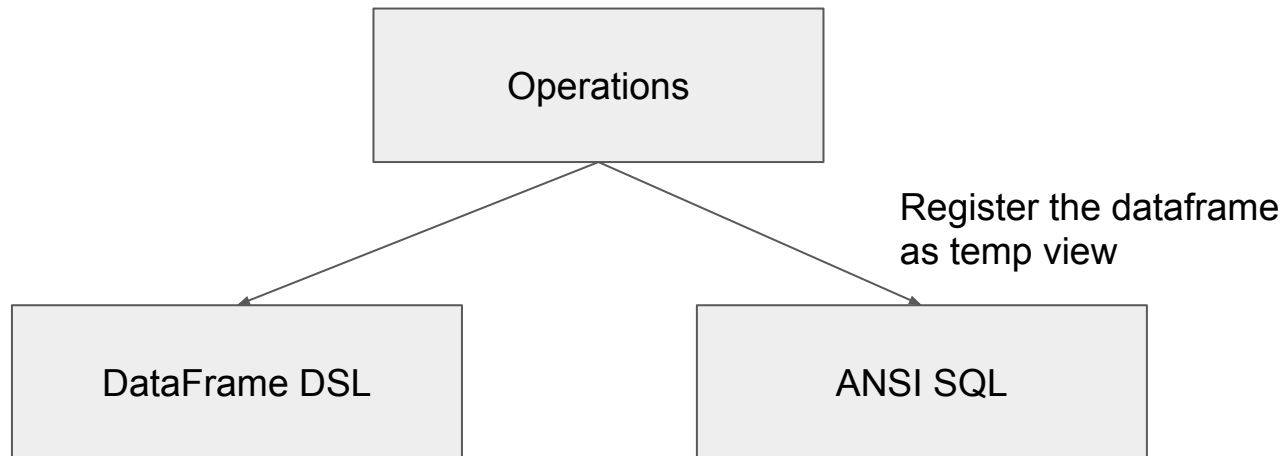 Operations
Register the dataframe
as temp view
DataFrame DSL
ANSI SQL